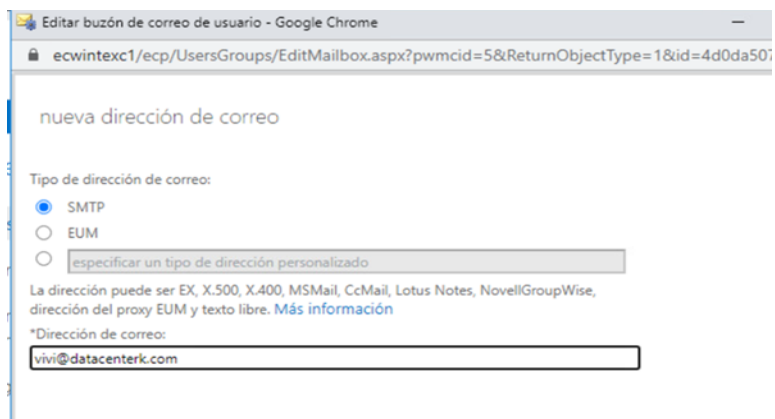 Editar buzón de correo de usuario - Google Chrome
ecwintexc1/ecp/UsersGroups/EditMailbox.aspx?pwmcid=5&ReturnObjectType=1&id=4d0da507
nueva dirección de correo
Tipo de dirección de correo:
SMTP
EUM
especificar un tipo de dirección personalizado
La dirección puede ser EX, X.500, X.400, MSMail, CcMail, Lotus Notes, NovellGroupWise,
dirección del proxy EUM y texto libre. Más información
*Dirección de correo:
vivi@datacenterk.com